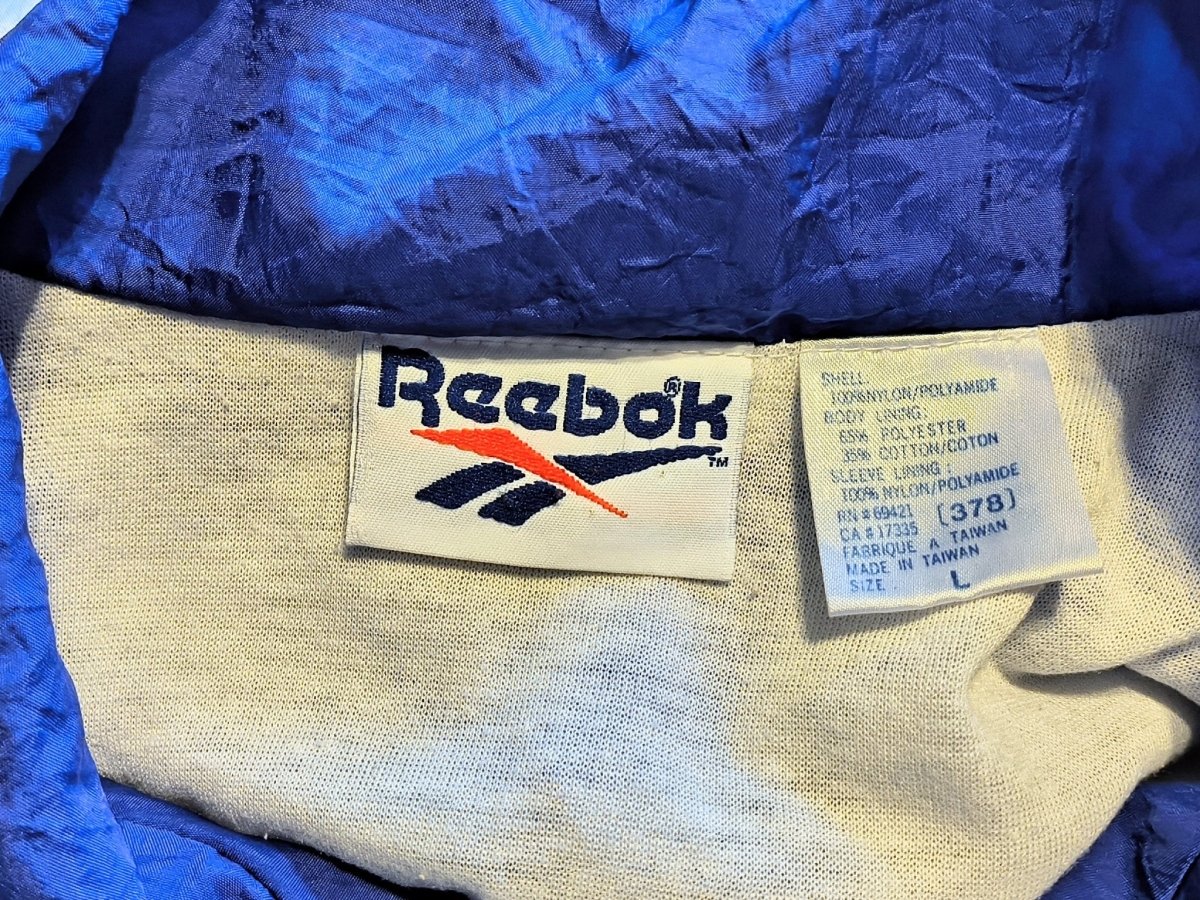 Reebok®
TM
SHELL
100%NYLON/POLYAMIDE
BODY LINING:
65% POLYESTER
35% COTTON/COTON
SLEEVE LINING:
100% NYLON/POLYAMIDE
RN#69421 [378]
CA#17335
FABRIQUE A TAIWAN
MADE IN TAIWAN
SIZE: L